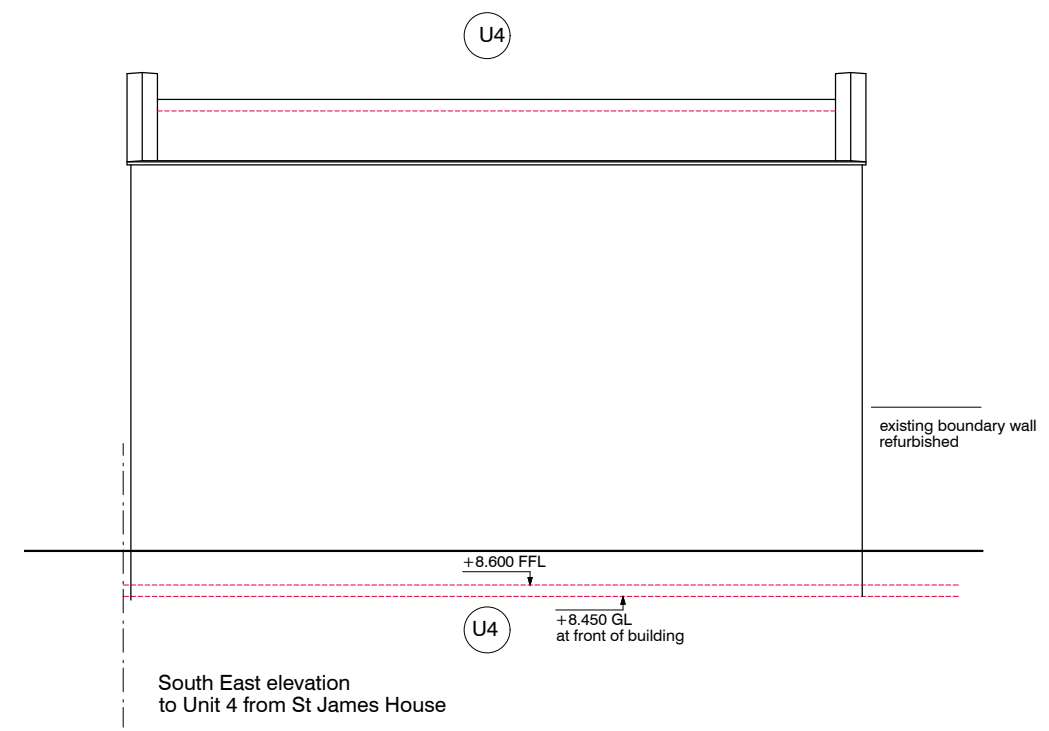 U4
existing boundary wall
refurbished
+8.600 FFL
+8.450 GL
at front of building
U4
South East elevation
to Unit 4 from St James House